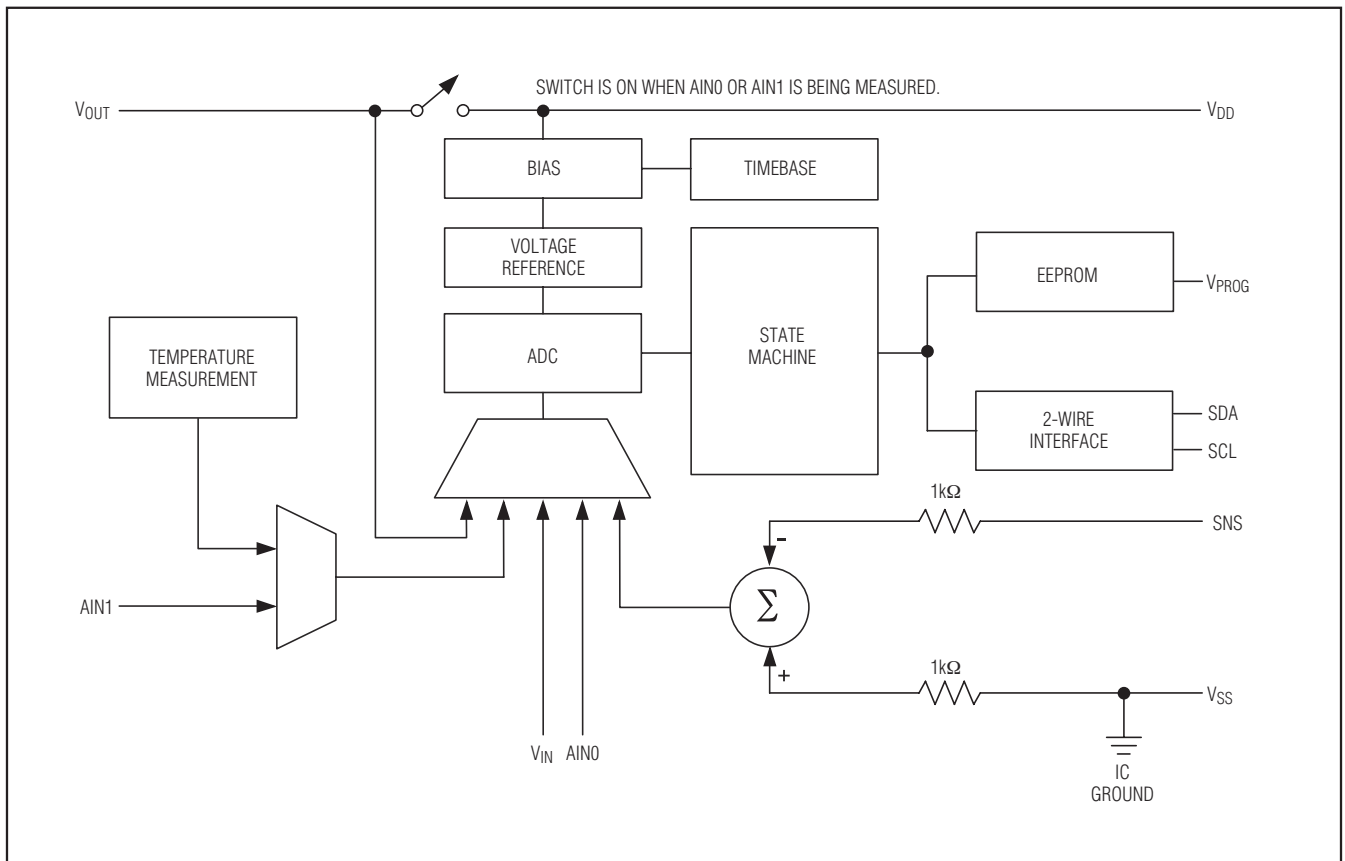 SWITCH IS ON WHEN AIN0 OR AIN1 IS BEING MEASURED.
VOUT
VDD
BIAS
TIMEBASE
VOLTAGE
REFERENCE
EEPROM
VPROG
STATE
MACHINE
ADC
TEMPERATURE
MEASUREMENT
2-WIRE
INTERFACE
SDA
SCL
1kΩ
SNS
-
AIN1
Σ
+
1kΩ
VSS
VIN AIN0
IC
GROUND